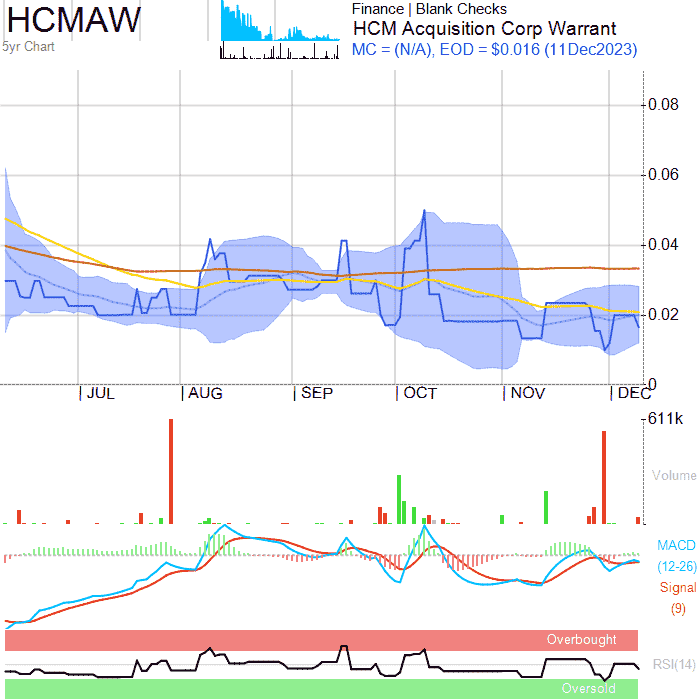 HCMAW
5yr Chart
Finance | Blank Checks
HCM Acquisition Corp Warrant
MC = (N/A), EOD = $0.016 (11Dec2023)
0.08
0.06
0.04
0.02
0
| JUL | AUG | SEP | OCT | NOV | DEC
611k
Volume
MACD
(12-26)
Signal
(9)
Overbought
RSI(14)
Oversold